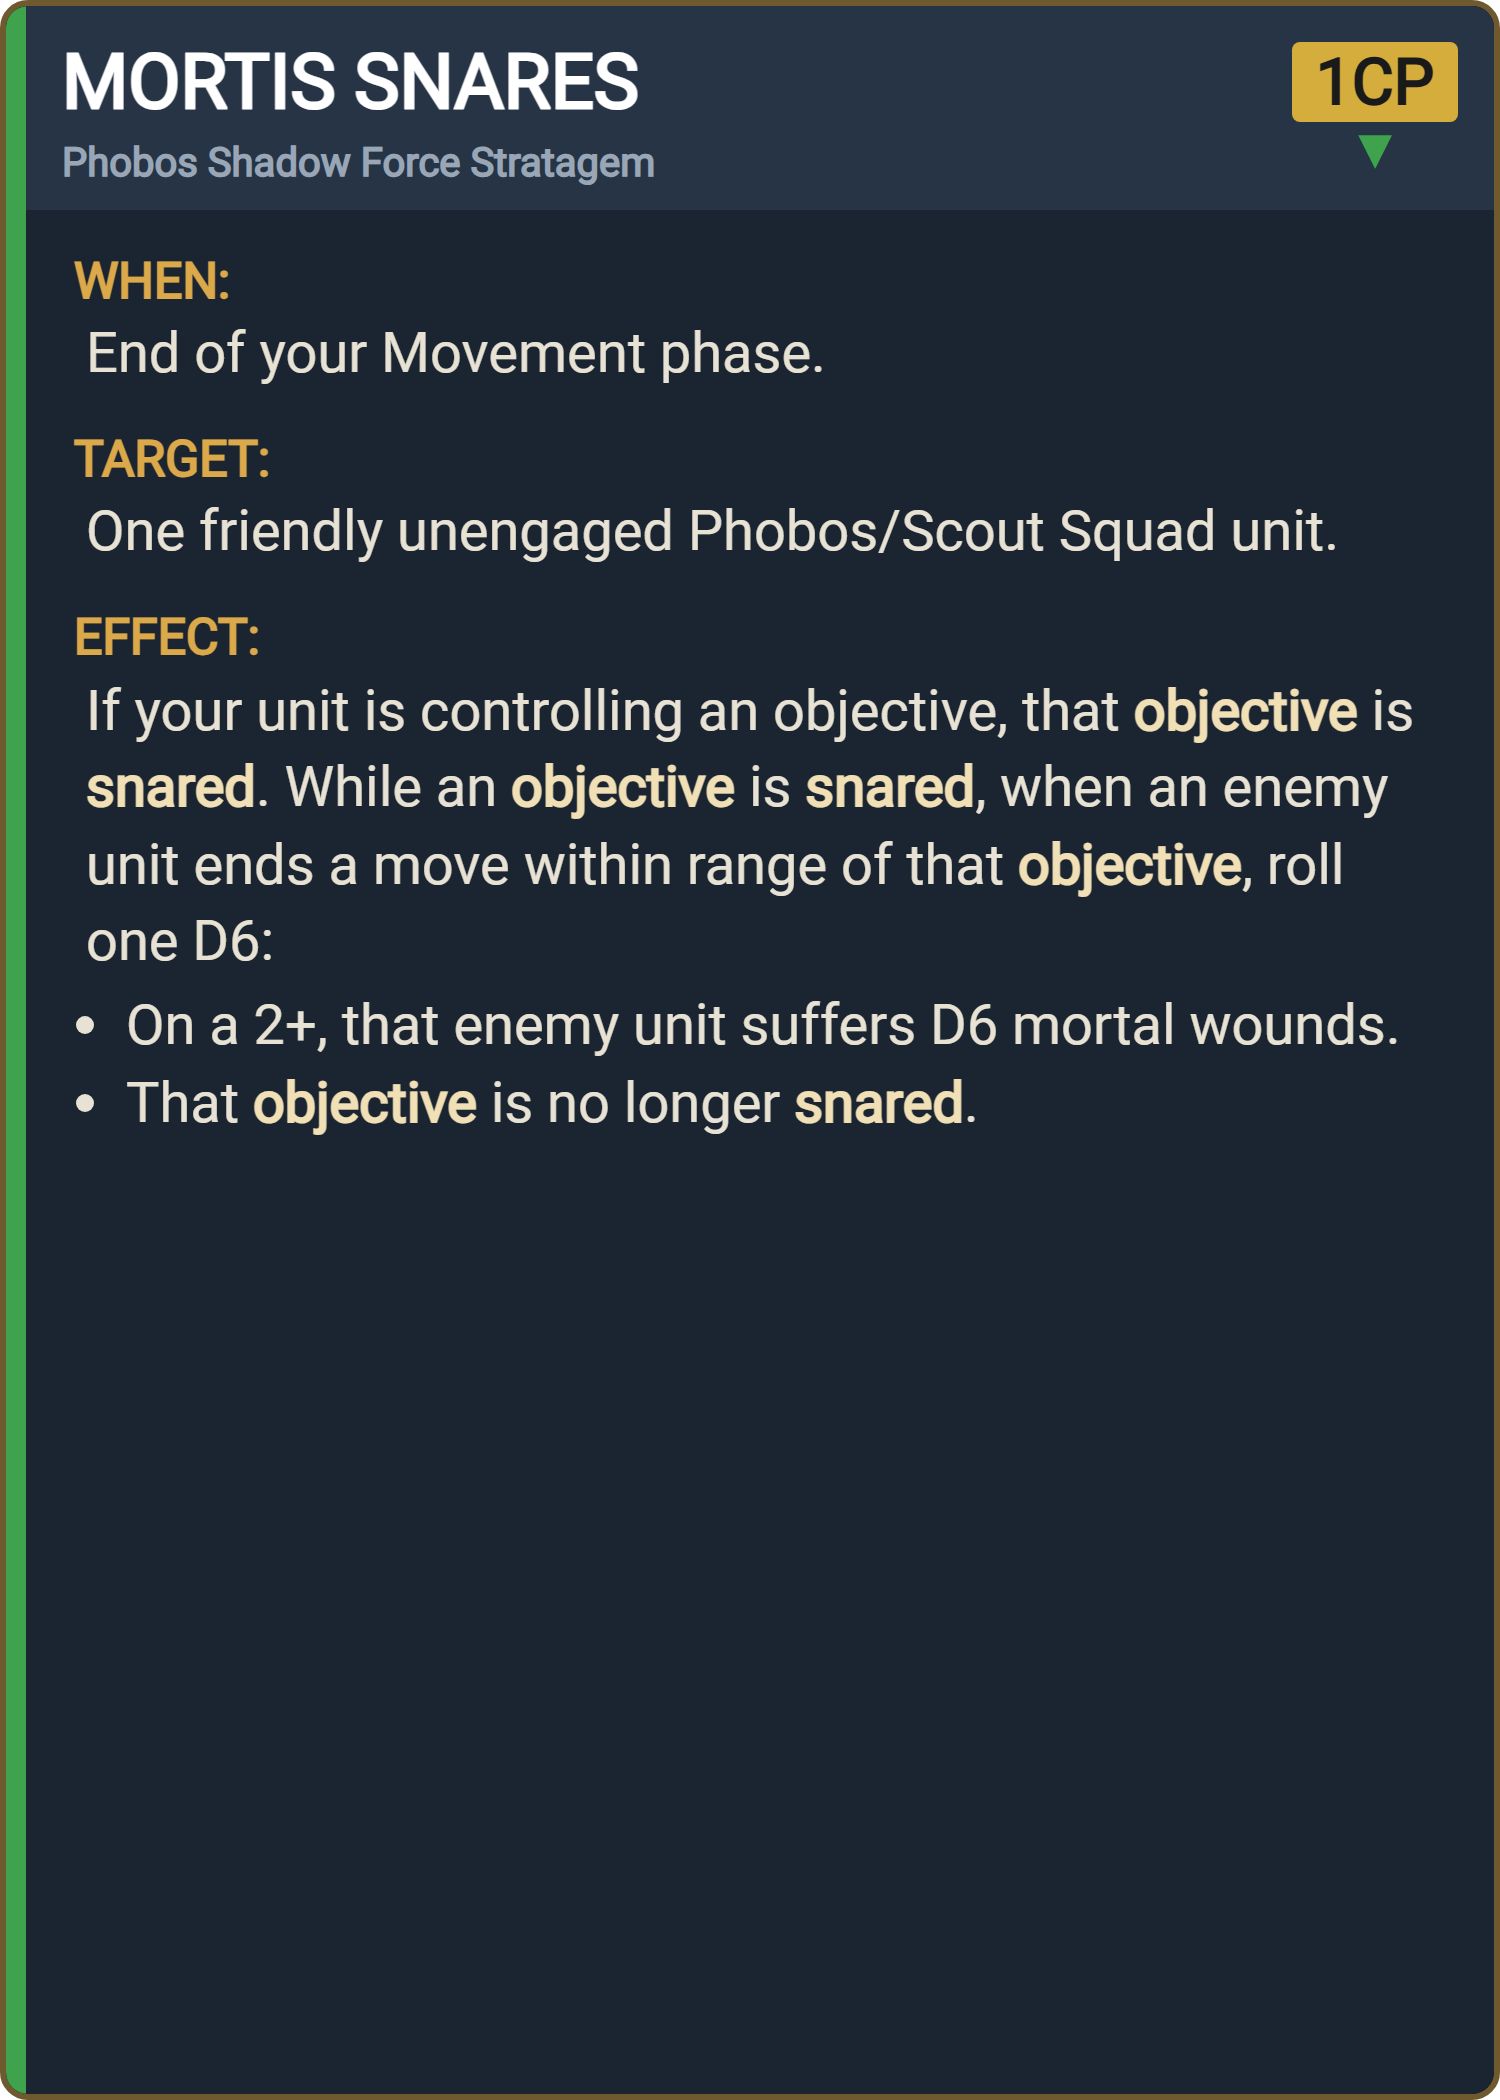 MORTIS SNARES
1CP
Phobos Shadow Force Stratagem
WHEN:
End of your Movement phase.
TARGET:
One friendly unengaged Phobos/Scout Squad unit.
EFFECT:
If your unit is controlling an objective, that objective is
snared. While an objective is snared, when an enemy
unit ends a move within range of that objective, roll
one D6:
• On a 2+, that enemy unit suffers D6 mortal wounds.
• That objective is no longer snared.